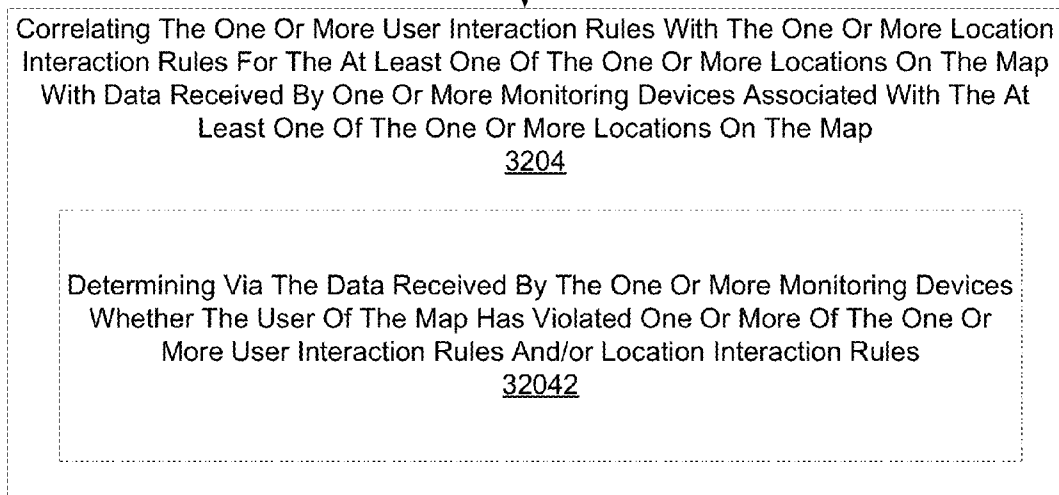 Correlating The One Or More User Interaction Rules With The One Or More Location
Interaction Rules For The At Least One Of The One Or More Locations On The Map
With Data Received By One Or More Monitoring Devices Associated With The At
Least One Of The One Or More Locations On The Map
3204
Determining Via The Data Received By The One Or More Monitoring Devices
Whether The User Of The Map Has Violated One Or More Of The One Or
More User Interaction Rules And/or Location Interaction Rules
32042